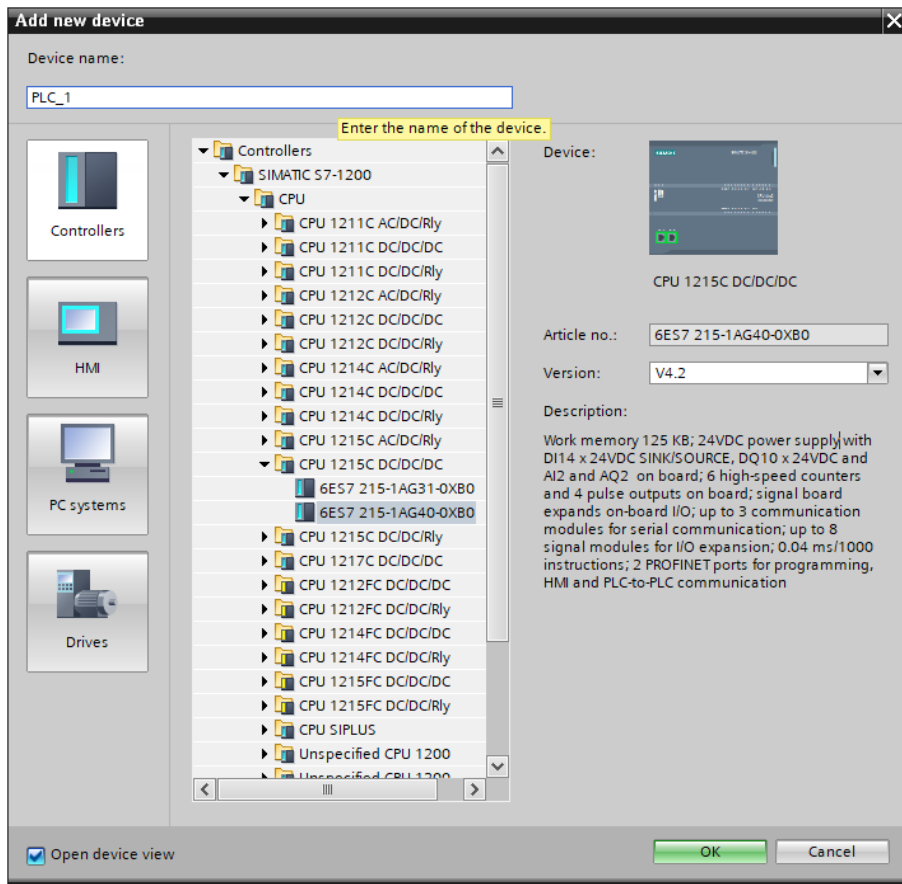 Add new device
Device name:
PLC_1
Enter the name of the device.
Controllers
HMI
PC systems
Drives
Controllers
SIMATIC S7-1200
CPU
CPU 1211C AC/DC/Rly
CPU 1211C DC/DC/DC
CPU 1211C DC/DC/Rly
CPU 1212C AC/DC/Rly
CPU 1212C DC/DC/DC
CPU 1212C DC/DC/Rly
CPU 1214C AC/DC/Rly
CPU 1214C DC/DC/DC
CPU 1214C DC/DC/Rly
CPU 1215C AC/DC/Rly
CPU 1215C DC/DC/DC
6ES7 215-1AG31-0XB0
6ES7 215-1AG40-0XB0
CPU 1215C DC/DC/Rly
CPU 1217C DC/DC/DC
CPU 1212FC DC/DC/DC
CPU 1212FC DC/DC/Rly
CPU 1214FC DC/DC/DC
CPU 1214FC DC/DC/Rly
CPU 1215FC DC/DC/DC
CPU 1215FC DC/DC/Rly
CPU SIPLUS
Unspecified CPU 1200
Unspecified CPU 1200
Device:
CPU 1215C DC/DC/DC
Article no.:
6ES7 215-1AG40-0XB0
Version:
V4.2
Description:
Work memory 125 KB; 24VDC power supply with
DI14 x 24VDC SINK/SOURCE, DQ10 x 24VDC and
AI2 and AQ2 on board; 6 high-speed counters
and 4 pulse outputs on board; signal board
expands on-board I/O; up to 3 communication
modules for serial communication; up to 8
signal modules for I/O expansion; 0.04 ms/1000
instructions; 2 PROFINET ports for programming,
HMI and PLC-to-PLC communication
Open device view
OK
Cancel